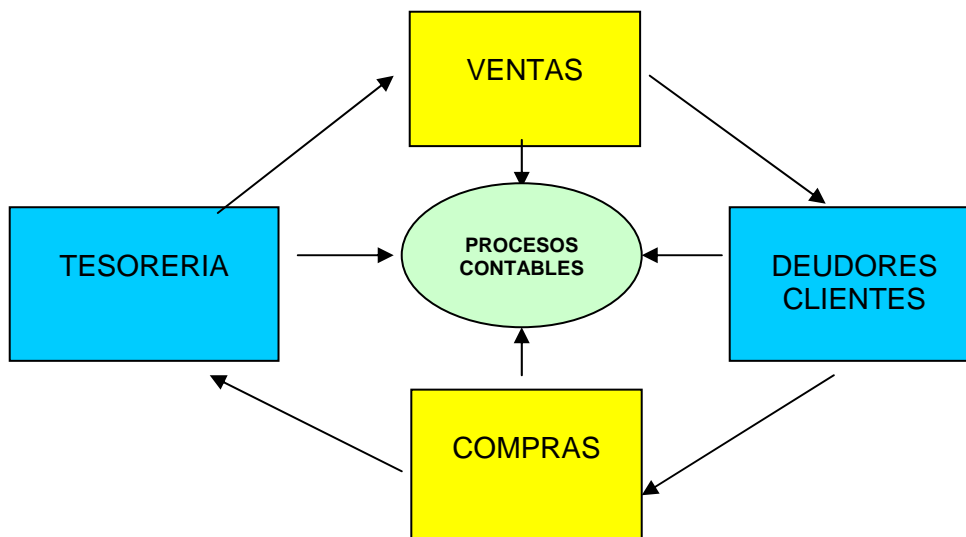 VENTAS
TESORERIA
PROCESOS
CONTABLES
DEUDORES
CLIENTES
COMPRAS